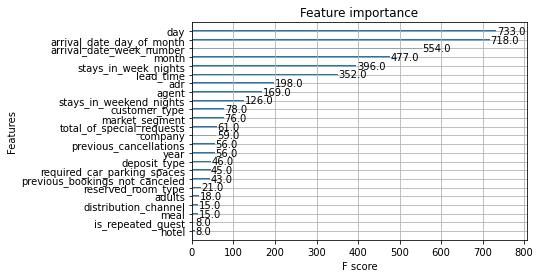 Feature importance
Features
day 733.0
arrival_date_day_of_month 718.0
arrival_date_week_number 554.0
month 477.0
stays_in_week_nights 396.0
lead_time 352.0
adr 198.0
agent 169.0
stays_in_weekend_nights 126.0
customer_type 78.0
market_segment 76.0
total_of_special_requests 61.0
company 59.0
previous_cancellations 56.0
year 56.0
deposit_type 46.0
required_car_parking_spaces 45.0
previous_bookings_not_canceled 43.0
reserved_room_type 21.0
adults 18.0
distribution_channel 15.0
meal 15.0
is_repeated_guest 8.0
hotel 8.0
0 100 200 300 400 500 600 700 800
F score